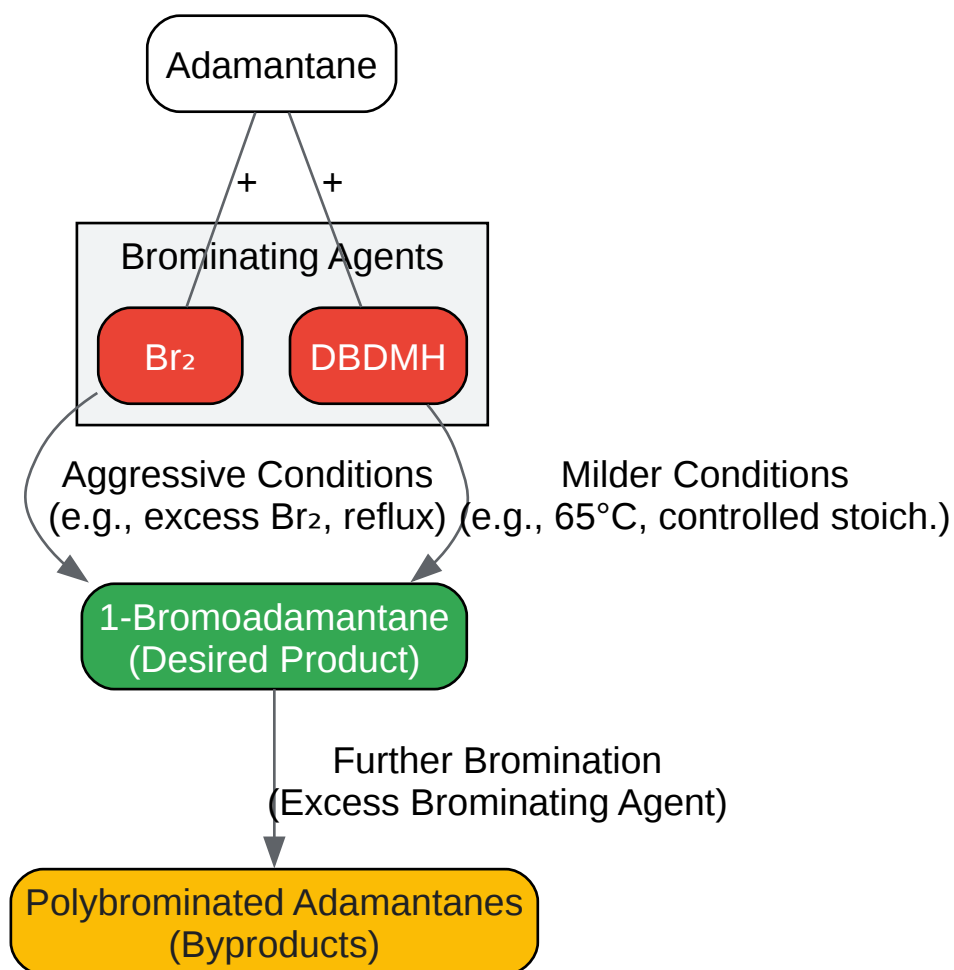 Adamantane
+
+
Brominating Agents
Br₂
DBDMH
Aggressive Conditions
(e.g., excess Br₂, reflux)
Milder Conditions
(e.g., 65°C, controlled stoich.)
1-Bromoadamantane
(Desired Product)
Further Bromination
(Excess Brominating Agent)
Polybrominated Adamantanes
(Byproducts)